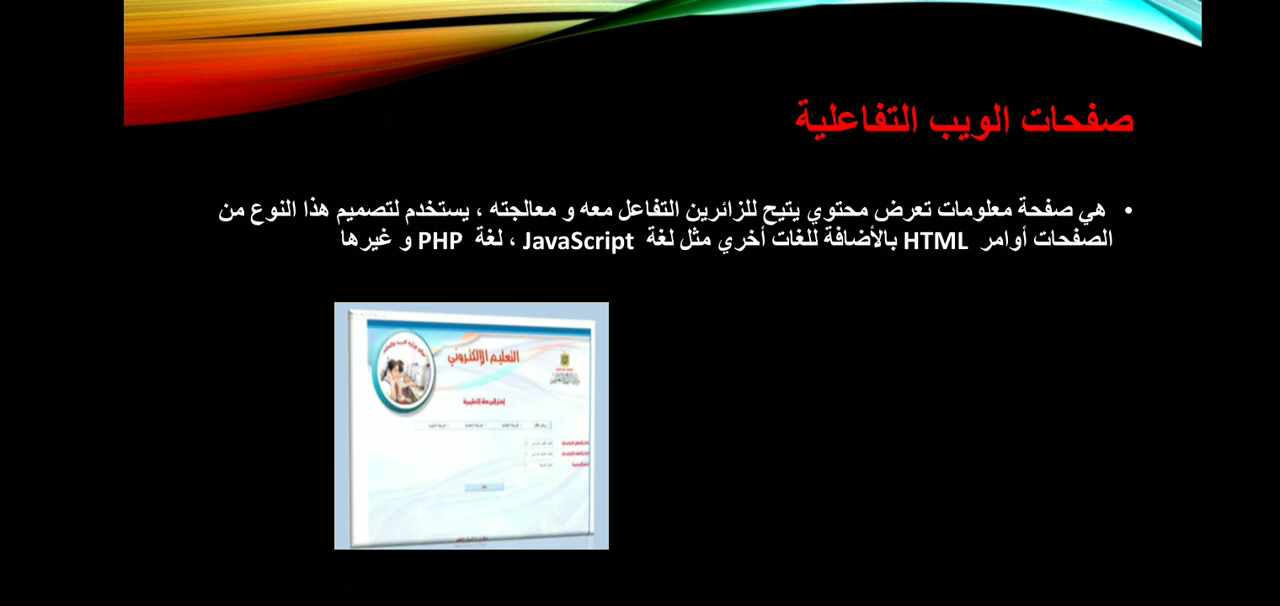 صفحات الويب التفاعلية
• هي صفحة معلومات تعرض محتوي يتيح للزائرين التفاعل معه و معالجته ، يستخدم لتصميم هذا النوع من
الصفحات أوامر HTML بالأضافة للغات أخري مثل لغة JavaScript ، لغة PHP و غيرها
التعليم الإلكتروني